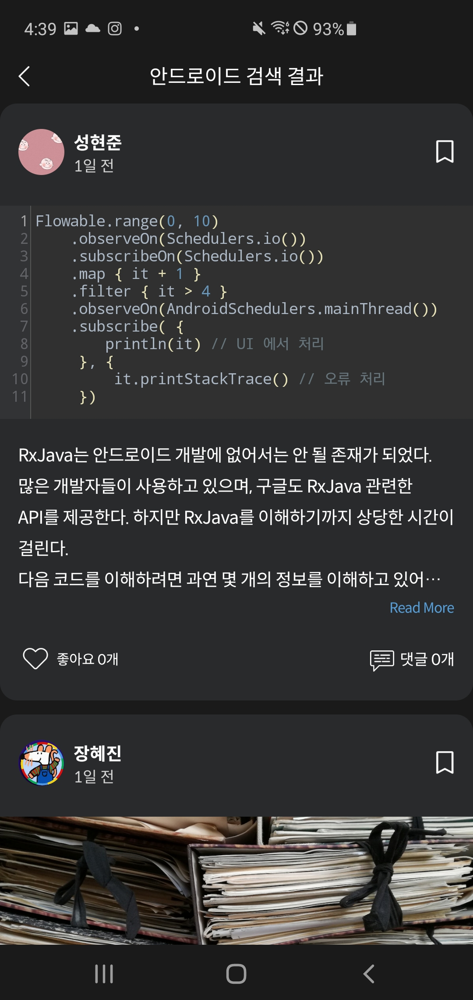 4:39 93%
안드로이드 검색 결과
성현준
1일 전
1 Flowable.range(0, 10)
2     .observeOn(Schedulers.io())
3     .subscribeOn(Schedulers.io())
4     .map { it + 1 }
5     .filter { it > 4 }
6     .observeOn(AndroidSchedulers.mainThread())
7     .subscribe( {
8         println(it) // UI 에서 처리
9      }, {
10          it.printStackTrace() // 오류 처리
11      })
RxJava는 안드로이드 개발에 없어서는 안 될 존재가 되었다.
많은 개발자들이 사용하고 있으며, 구글도 RxJava 관련한
API를 제공한다. 하지만 RxJava를 이해하기까지 상당한 시간이
걸린다.
다음 코드를 이해하려면 과연 몇 개의 정보를 이해하고 있어…
Read More
좋아요 0개 댓글 0개
장혜진
1일 전